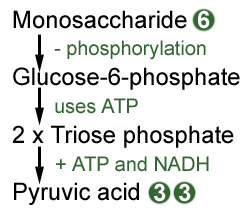 Monosaccharide 6
- phosphorylation
Glucose-6-phosphate
uses ATP
2 x Triose phosphate
+ ATP and NADH
Pyruvic acid 3 3